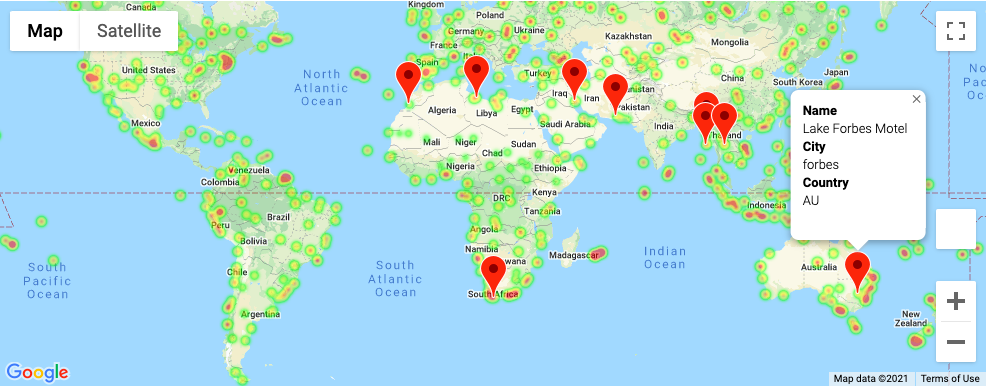 Map
Satellite
Canada
United States
Mexico
North
Atlantic
Ocean
Kingdom
Poland
Germany
Ukraine
France
Spain
Turkey
Kazakhstan
Mongolia
China
South Korea
Japan
Algeria
Libya
Egypt
Iraq
Iran
Pakistan
India
Saudi Arabia
Mali
Niger
Chad
Sudan
Nigeria
Ethiopia
Venezuela
Colombia
DRC
Kenya
Tanzania
Brazil
Peru
Bolivia
Angola
Namibia
wana
Madagascar
Indonesia
Indian
Ocean
South
Pacific
Ocean
South
Atlantic
Ocean
Chile
Argentina
South Africa
Australia
New
Zealand
Name
Lake Forbes Motel
City
forbes
Country
AU
Google
Map data ©2021
Terms of Use